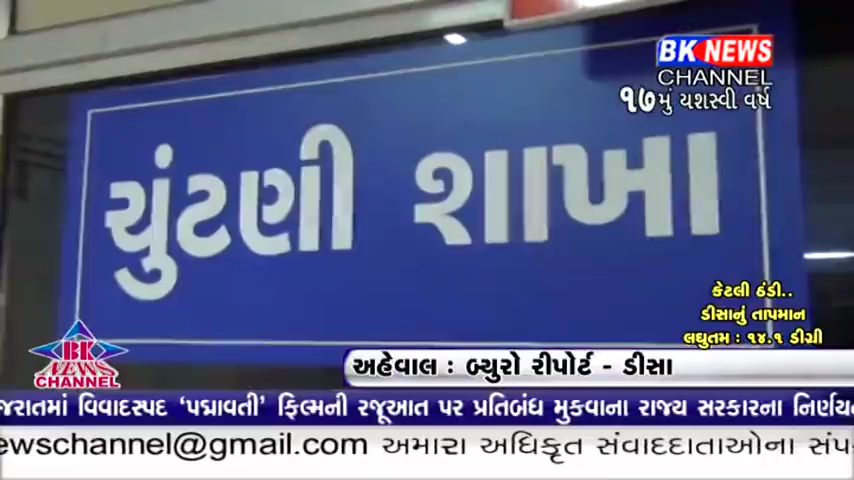 BK NEWS
CHANNEL
૧૭મું યશસ્વી વર્ષ
ચુંટણી શાખા
કેટલી ઠંડી..
ડીસાનું તાપમાન
લઘુતમ : ૧૪.૧ ડીગ્રી
BK
NEWS
CHANNEL
અહેવાલ : બ્યુરો રીપોર્ટ - ડીસા
જરાતમાં વિવાદસ્પદ ‘પદ્માવતી’ ફિલ્મની રજૂઆત પર પ્રતિબંધ મુકવાના રાજ્ય સરકારના નિર્ણય
ewschannel@gmail.com અમારા અધિકૃત સંવાદદાતાઓના સંપ